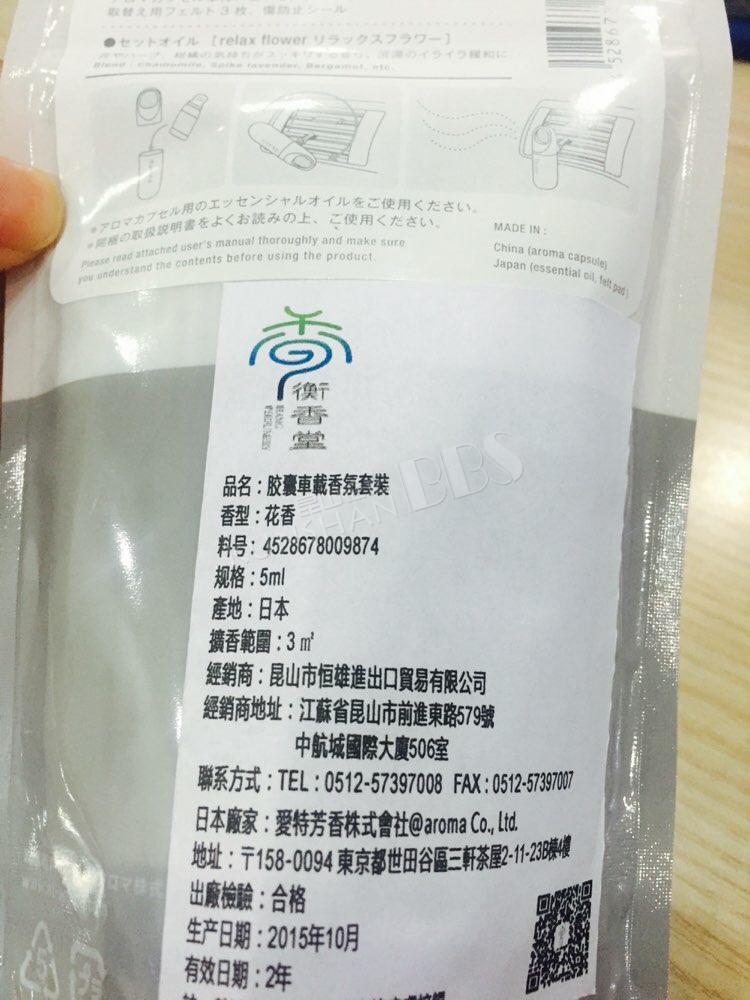 取替え用フェルト3枚、傷防止シール
●セットオイル [relax flower リラックスフラワー]
Blend : Chamomile, Spike lavender, Bergamot, etc.
52867
*アロマカプセル用のエッセンシャルオイルをご使用ください。
*同梱の取扱説明書をよくお読みの上、ご使用ください。
Please read attached user's manual thoroughly and make sure
you understand the contents before using the product.
MADE IN :
China (aroma capsule)
Japan (essential oil, felt pad)
衡香堂
品名：胶囊車載香氛套裝
香型：花香
料号：4528678009874
规格：5ml
產地：日本
擴香範圍：3㎡
經銷商：昆山市恒雄進出口貿易有限公司
經銷商地址：江蘇省昆山市前進東路579號
中航城國際大廈506室
聯系方式：TEL：0512-57397008 FAX：0512-57397007
日本廠家：愛特芳香株式會社@aroma Co., Ltd.
地址：〒158-0094 東京都世田谷區三軒茶屋2-11-23B棟4樓
出廠檢驗：合格
生产日期：2015年10月
有效日期：2年
KSHAN BBS